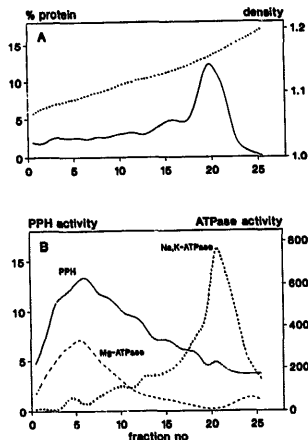 % protein density
A
15
10
5
0
1.2
1.1
1.0
0 5 10 15 20 25
PPH activity ATPase activity
B
Na,K-ATPase
PPH
Mg-ATPase
15
10
5
0
800
600
400
200
0
0 5 10 15 20 25
fraction no